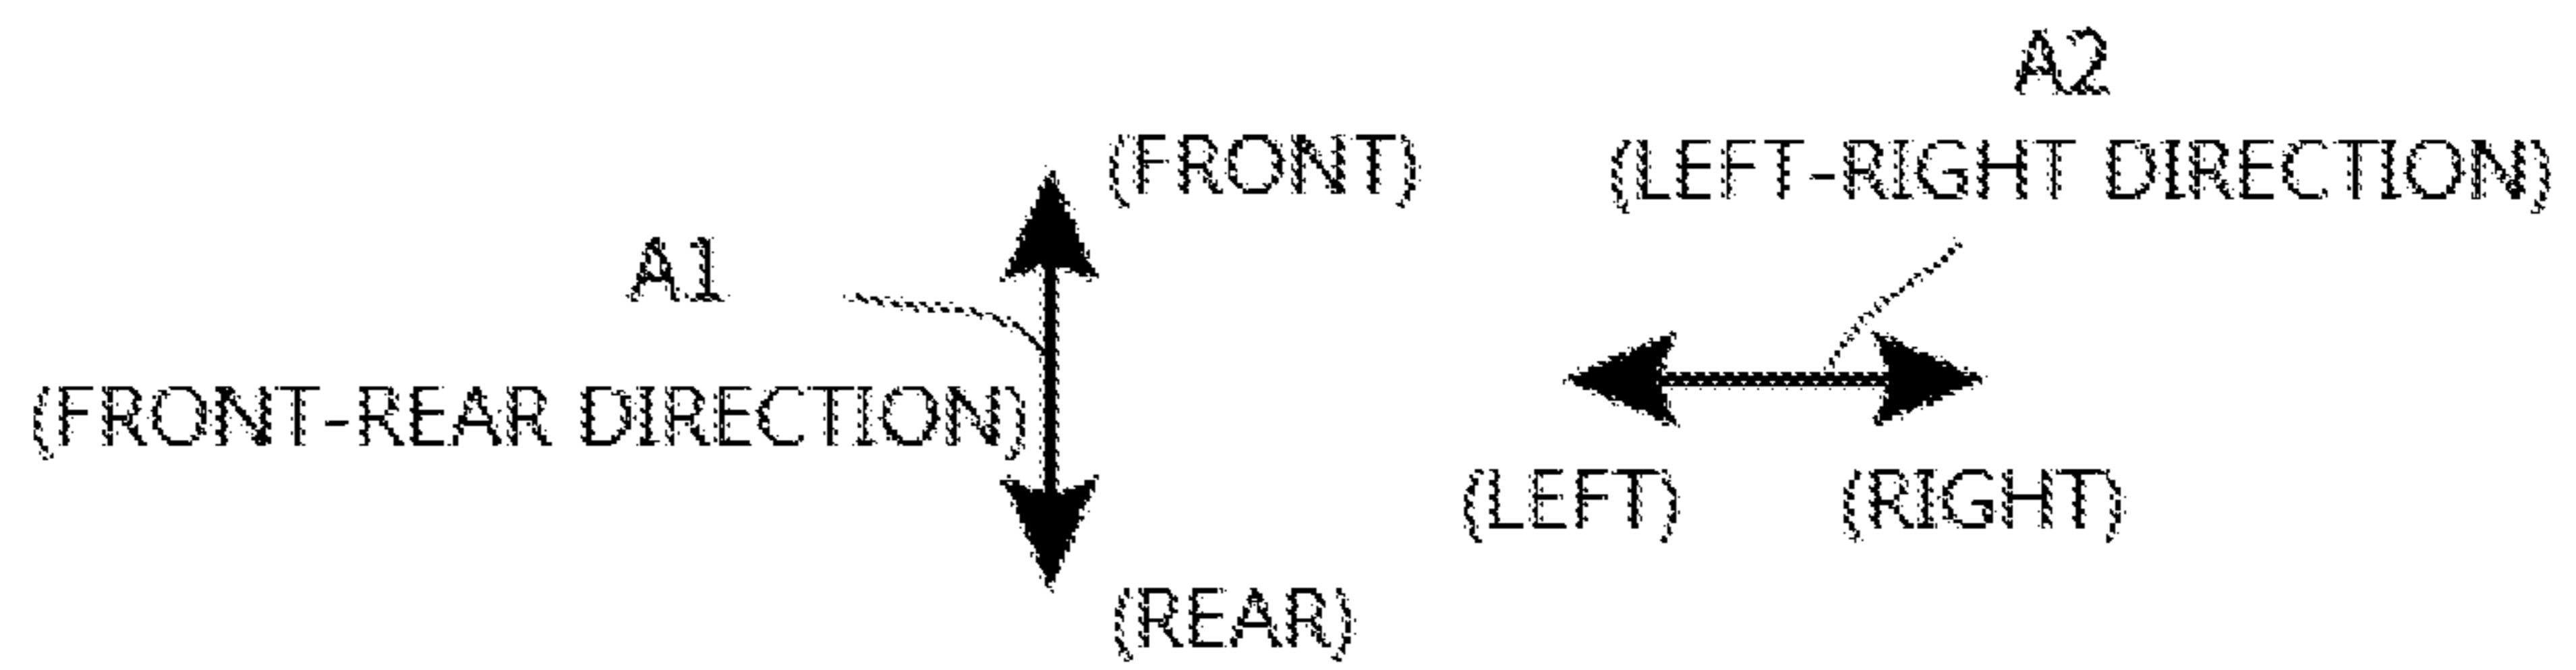 A2
(FRONT)
(LEFT-RIGHT DIRECTION)
A1
(FRONT-REAR DIRECTION)
(LEFT)
(RIGHT)
(REAR)